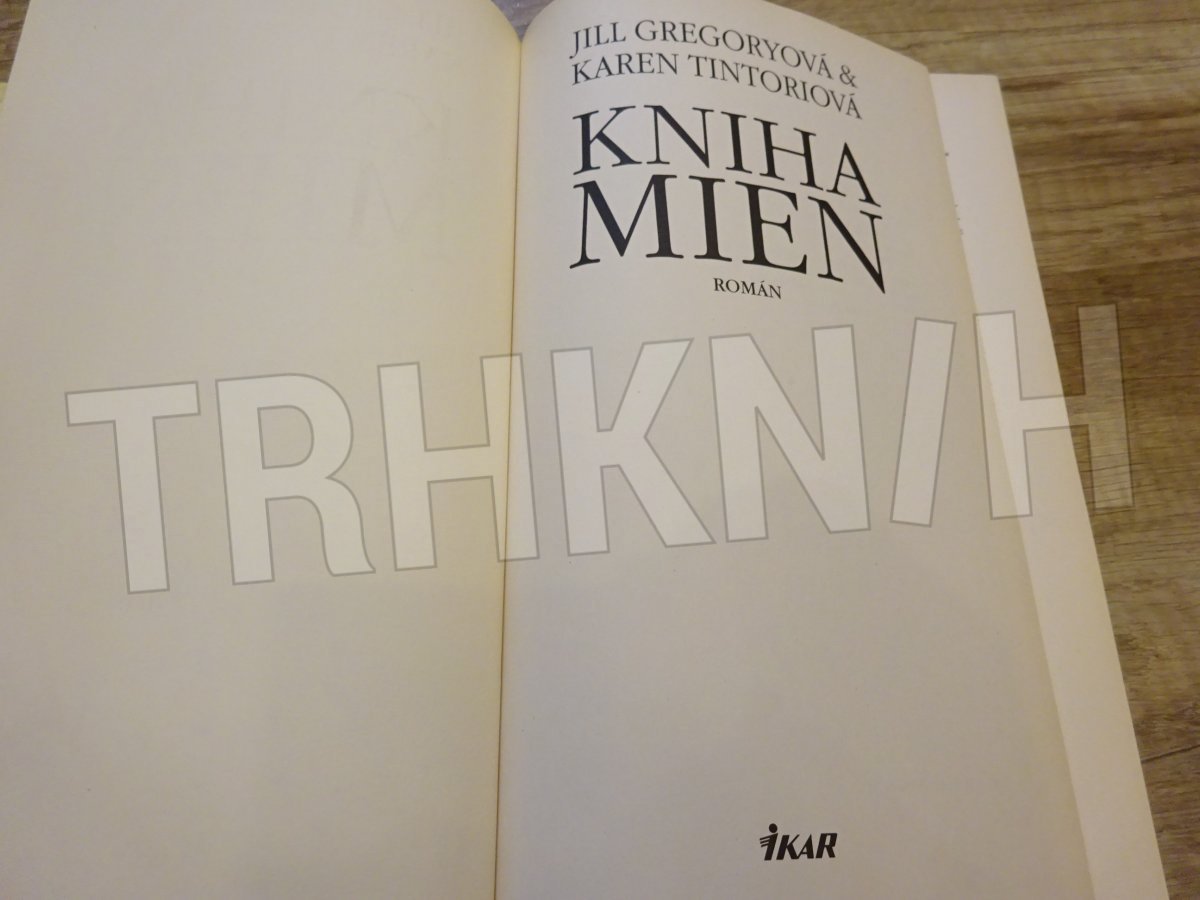 JILL GREGORYOVÁ &
KAREN TINTORIOVÁ
KNIHA
MIEN
ROMÁN
TRHKNIH
iKAR